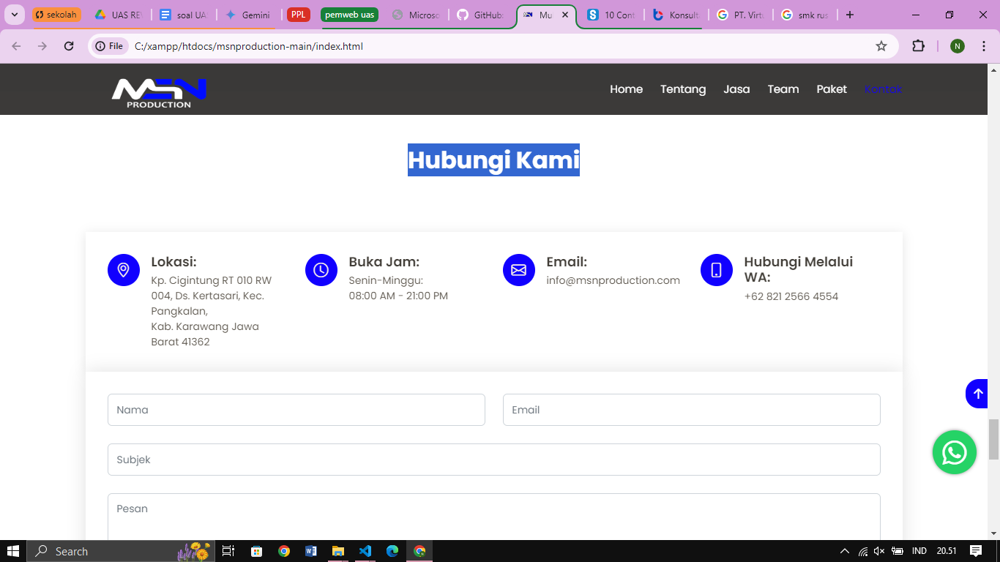 sekolah
UAS RE
soal UA
Gemini
PPL
pemweb uas
Microso
GitHub
Mu
10 Cont
Konsult
PT. Virtu
smk rus
File
C:/xampp/htdocs/msnproduction-main/index.html
N
MSN
PRODUCTION
Home Tentang Jasa Team Paket Kontak
Hubungi Kami
Lokasi:
Kp. Cigintung RT 010 RW
004, Ds. Kertasari, Kec.
Pangkalan,
Kab. Karawang Jawa
Barat 41362
Buka Jam:
Senin-Minggu:
08:00 AM - 21:00 PM
Email:
info@msnproduction.com
Hubungi Melalui
WA:
+62 821 2566 4554
Nama
Email
Subjek
Pesan
Search
IND
20.51